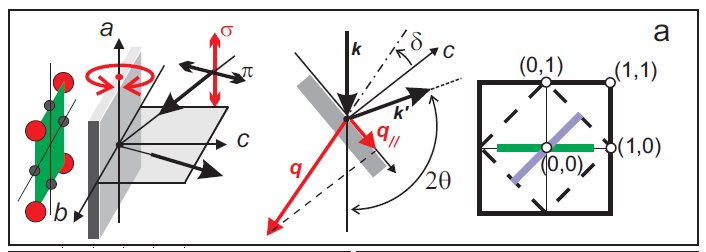 a
σ
π
c
b
k
δ
c
k'
q//
q
2θ
a
(0,1)
(1,1)
(1,0)
(0,0)